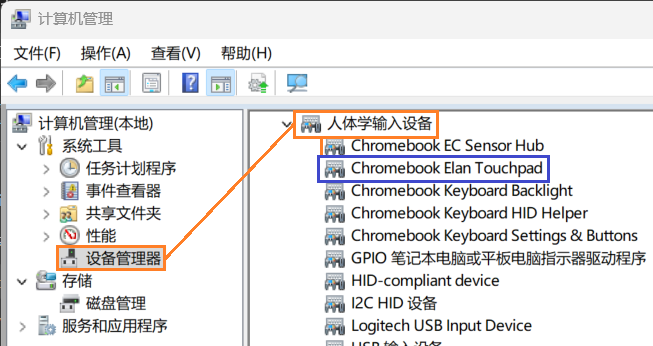 计算机管理
文件(F) 操作(A) 查看(V) 帮助(H)
计算机管理(本地)
系统工具
任务计划程序
事件查看器
共享文件夹
性能
设备管理器
存储
磁盘管理
服务和应用程序
人体学输入设备
Chromebook EC Sensor Hub
Chromebook Elan Touchpad
Chromebook Keyboard Backlight
Chromebook Keyboard HID Helper
Chromebook Keyboard Settings & Buttons
GPIO 笔记本电脑或平板电脑指示器驱动程序
HID-compliant device
I2C HID 设备
Logitech USB Input Device
USB 输入设备